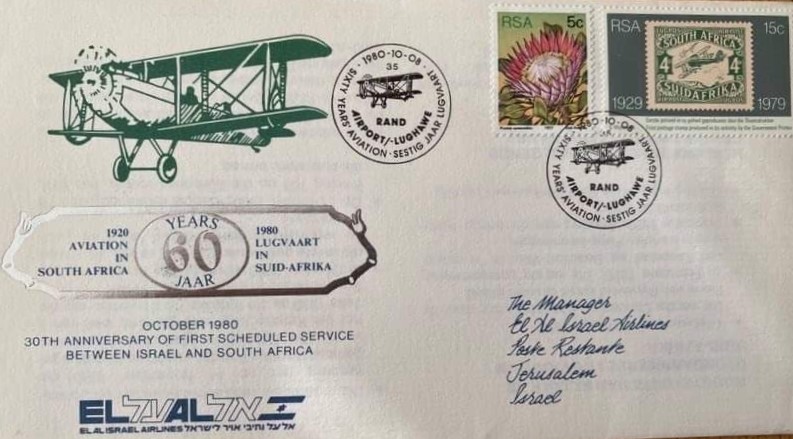 RSA 5c
RSA 15c
SOUTH AFRICA
4 4
SUIDAFRIKA
1929 1979
1980-10-08
35
SIXTY YEARS' AVIATION · SESTIG JAAR LUGVAART
RAND
AIRPORT/-LUGHAWE
1980-10-08
SIXTY YEARS' AVIATION · SESTIG JAAR LUGVAART
RAND
AIRPORT/-LUGHAWE
1920
AVIATION
IN
SOUTH AFRICA
YEARS
60
JAAR
1980
LUGVAART
IN
SUID-AFRIKA
OCTOBER 1980
30TH ANNIVERSARY OF FIRST SCHEDULED SERVICE
BETWEEN ISRAEL AND SOUTH AFRICA
The Manager
El Al Israel Airlines
Poste Restante
Jerusalem
Israel
EL על AL אל
EL AL ISRAEL AIRLINES אל על נתיבי אויר לישראל